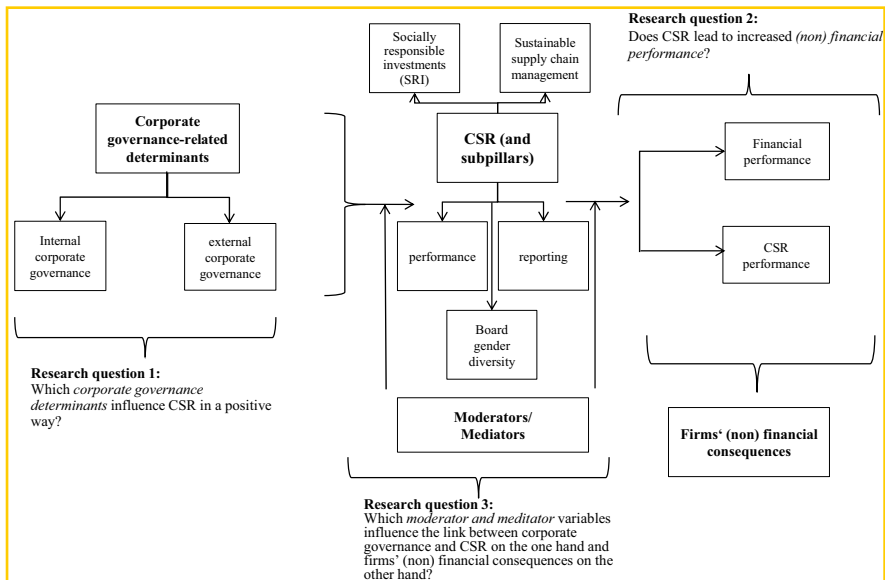 Socially
responsible
investments
(SRI)
Sustainable
supply chain
management
Research question 2:
Does CSR lead to increased (non) financial
performance?
Corporate
governance-related
determinants
CSR (and
subpillars)
Financial
performance
Internal
corporate
governance
external
corporate
governance
performance
reporting
CSR
performance
Board
gender
diversity
Research question 1:
Which corporate governance
determinants influence CSR in a positive
way?
Moderators/
Mediators
Firms‘ (non) financial
consequences
Research question 3:
Which moderator and meditator variables
influence the link between corporate
governance and CSR on the one hand and
firms’ (non) financial consequences on the
other hand?